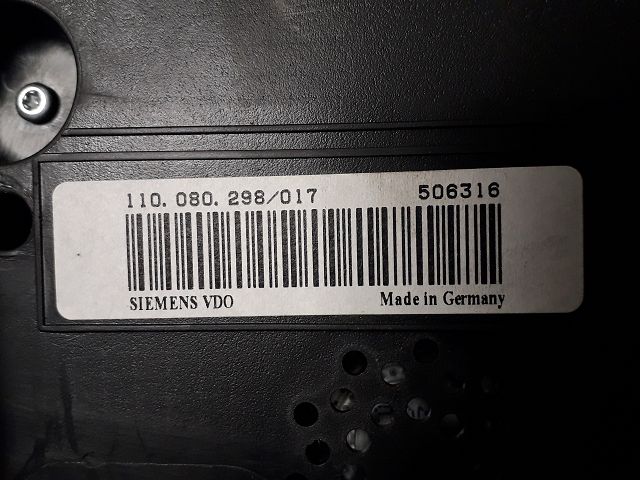 110.080.298/017 506316
SIEMENS VDO Made in Germany